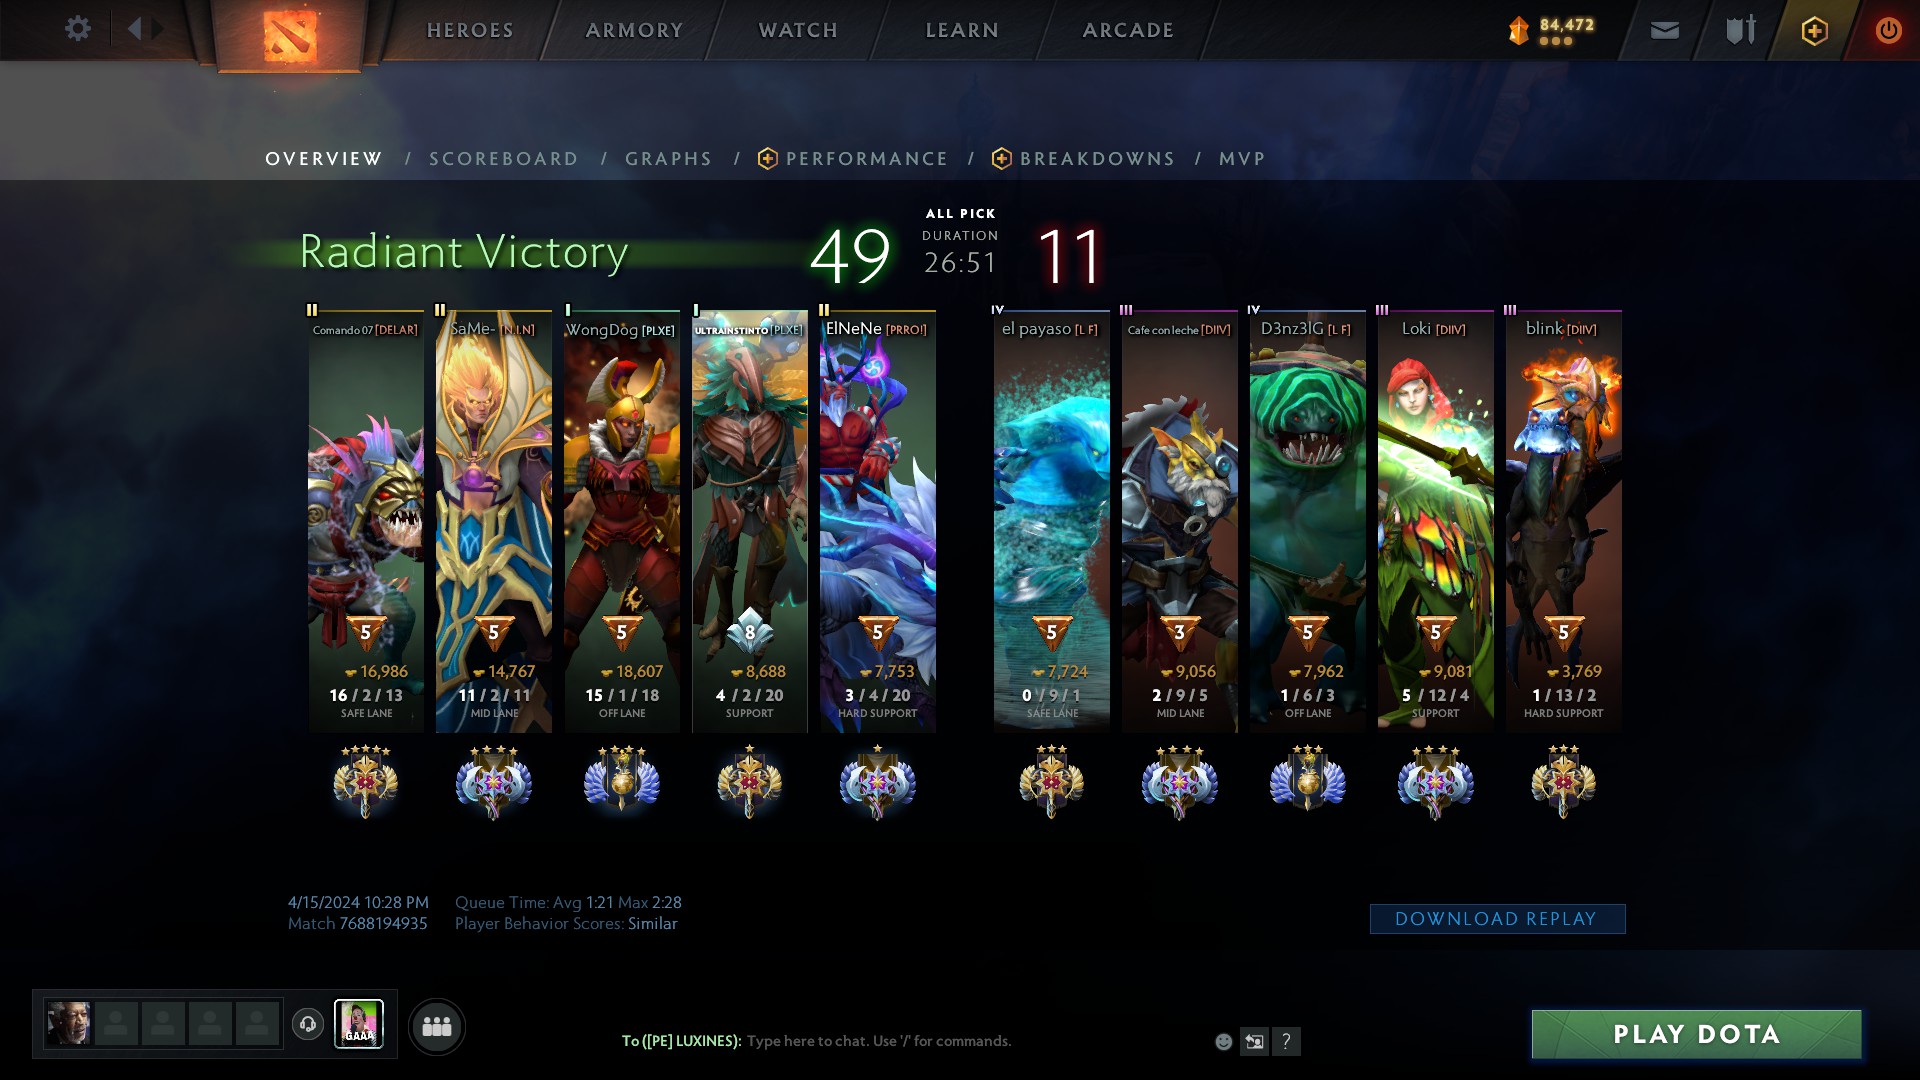 HEROES ARMORY WATCH LEARN ARCADE 84,472
OVERVIEW / SCOREBOARD / GRAPHS / PERFORMANCE / BREAKDOWNS / MVP
Radiant Victory 49 ALL PICK DURATION 26:51 11
II II I I II IV III IV III III
Comando 07 [DELAR] SaMe- [N.I.N] WongDog [PLXE] ULTRAINSTINTO [PLXE] ElNeNe [PRRO!] el payaso [L F] Cafe con leche [DIIV] D3nz3lG [L F] Loki [DIIV] blink [DIIV]
5 5 5 8 5 5 3 5 5 5
16,986 14,767 18,607 8,688 7,753 7,724 9,056 7,962 9,081 3,769
16 / 2 / 13 11 / 2 / 11 15 / 1 / 18 4 / 2 / 20 3 / 4 / 20 0 / 9 / 1 2 / 9 / 5 1 / 6 / 3 5 / 12 / 4 1 / 13 / 2
SAFE LANE MID LANE OFF LANE SUPPORT HARD SUPPORT SAFE LANE MID LANE OFF LANE SUPPORT HARD SUPPORT
4/15/2024 10:28 PM Queue Time: Avg 1:21 Max 2:28
Match 7688194935 Player Behavior Scores: Similar
DOWNLOAD REPLAY
GAAA
To ([PE] LUXINES): Type here to chat. Use '/' for commands.
?
PLAY DOTA